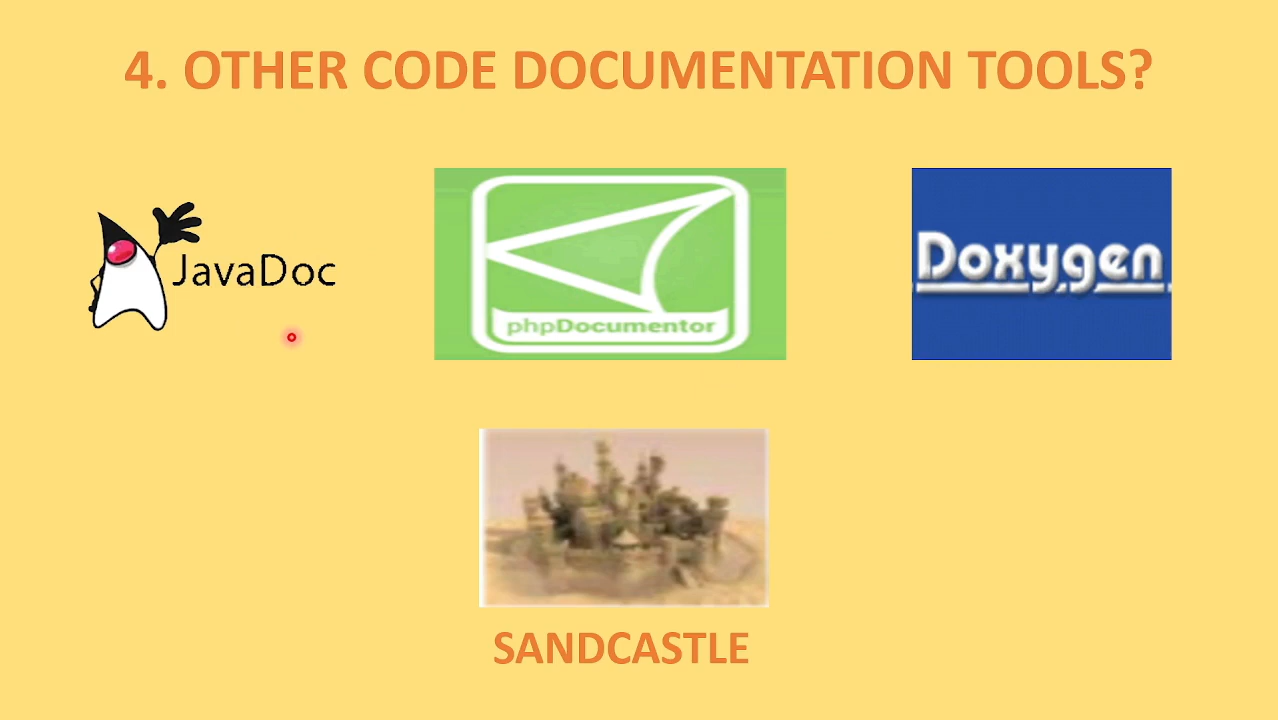 4. OTHER CODE DOCUMENTATION TOOLS?
JavaDoc
phpDocumentor
Doxygen
SANDCASTLE